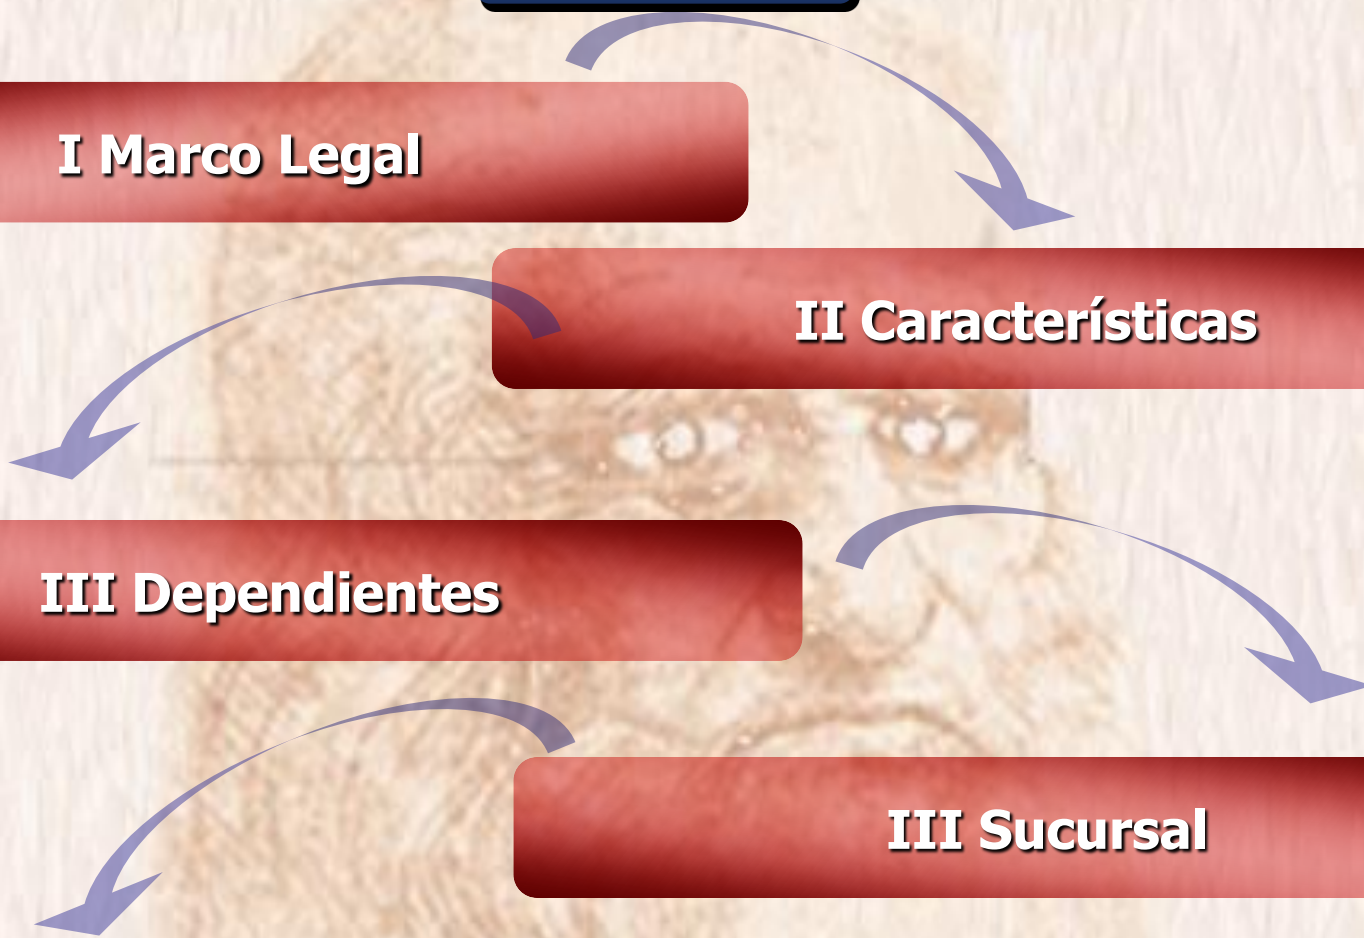 I Marco Legal
II Características
III Dependientes
III Sucursal